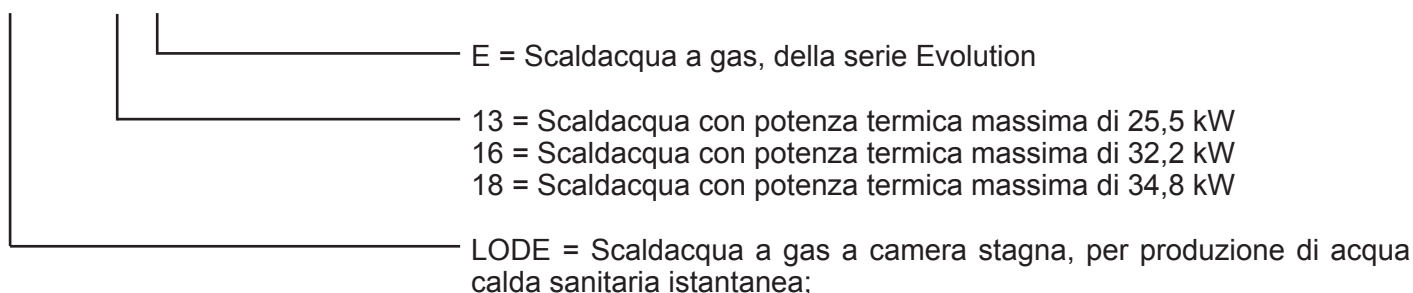 E = Scaldacqua a gas, della serie Evolution
13 = Scaldacqua con potenza termica massima di 25,5 kW
16 = Scaldacqua con potenza termica massima di 32,2 kW
18 = Scaldacqua con potenza termica massima di 34,8 kW
LODE = Scaldacqua a gas a camera stagna, per produzione di acqua
calda sanitaria istantanea;